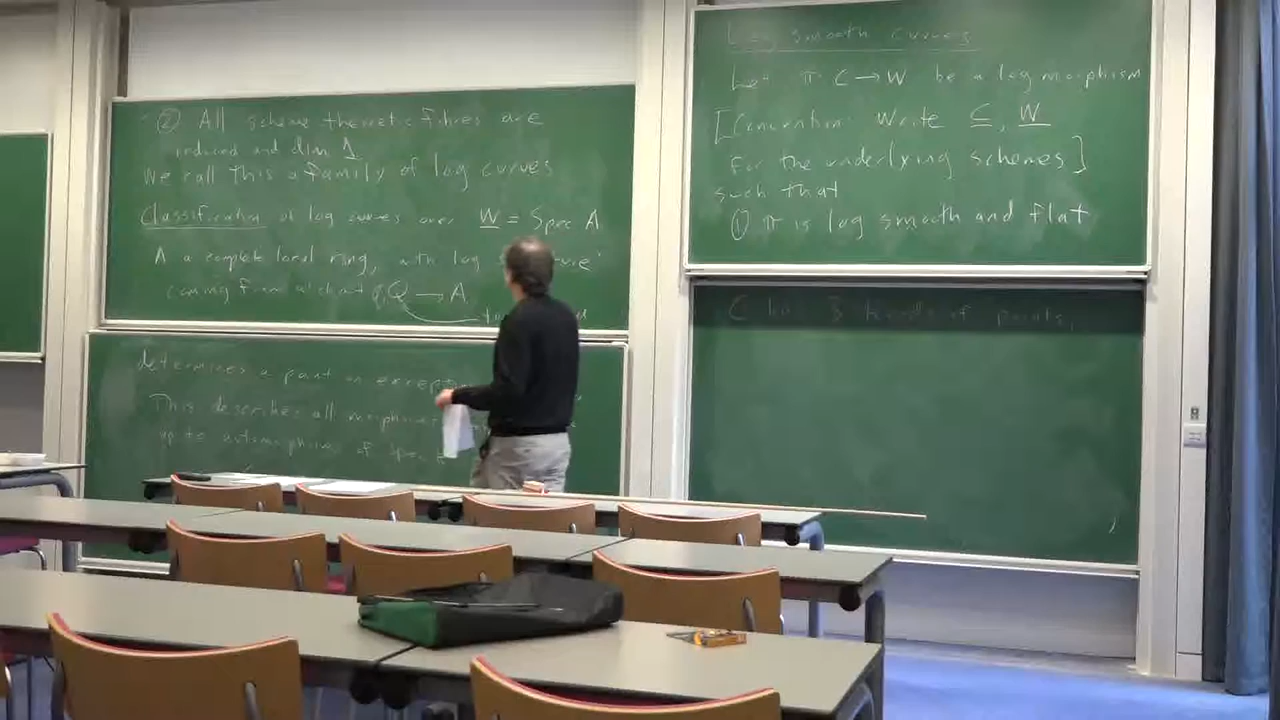 Log smooth curves
Let π: C → W be a log morphism
[Convention: Write C, W
for the underlying schemes]
such that
① π is log smooth and flat
② All scheme theoretic fibres are
reduced and dim 1
We call this a family of log curves
Classification of log curves over W = Spec A
A a complete local ring, with log
coming from a chart Q → A
determines a point
This describes all morphisms
up to automorphisms of Spec
C has 3 kinds of points,